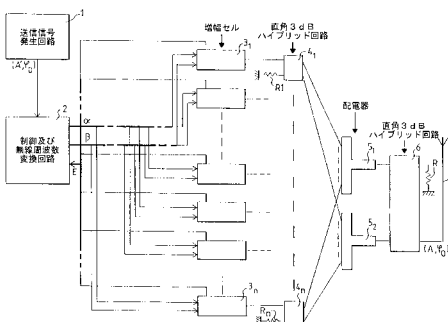 1
送信信号
発生回路
(A,φ₀)
2
制御及び
無線周波数
変換回路
α
β
E
増幅セル
3₁
3n
直角3dB
ハイブリッド回路
4₁
R1
Rn
4n
配電器
5₁
5₂
直角3dB
ハイブリッド回路
6
R
(A,φ₀)